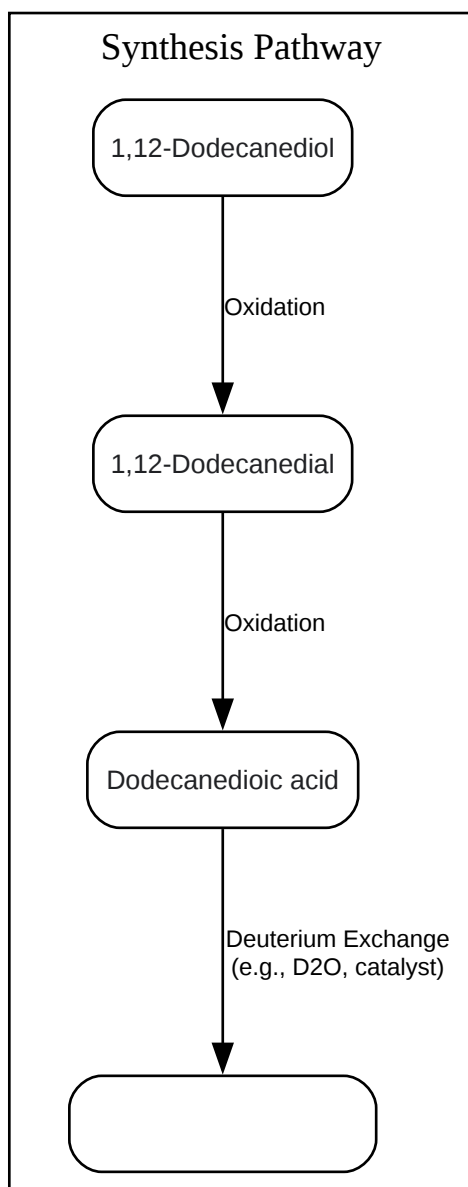 Synthesis Pathway
1,12-Dodecanediol
Oxidation
1,12-Dodecanedial
Oxidation
Dodecanedioic acid
Deuterium Exchange
(e.g., D2O, catalyst)